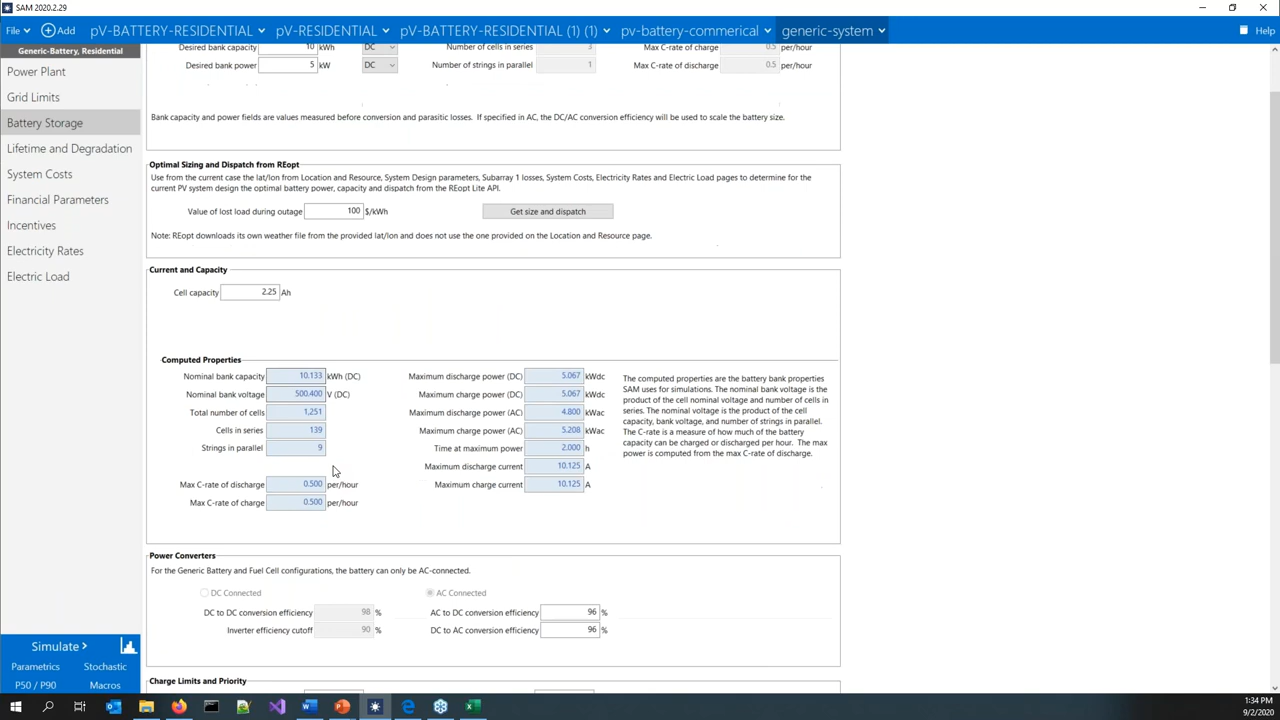 SAM 2020.2.29
File Add pV-BATTERY-RESIDENTIAL pV-RESIDENTIAL pV-BATTERY-RESIDENTIAL (1) (1) pv-battery-commerical generic-system Help
Generic-Battery, Residential
Power Plant
Grid Limits
Battery Storage
Lifetime and Degradation
System Costs
Financial Parameters
Incentives
Electricity Rates
Electric Load
Simulate >
Parametrics Stochastic
P50 / P90 Macros
Desired bank capacity 10 kWh DC Number of cells in series 3 Max C-rate of charge 0.5 per/hour
Desired bank power 5 kW DC Number of strings in parallel 1 Max C-rate of discharge 0.5 per/hour
Bank capacity and power fields are values measured before conversion and parasitic losses. If specified in AC, the DC/AC conversion efficiency will be used to scale the battery size.
Optimal Sizing and Dispatch from REopt
Use from the current case the lat/lon from Location and Resource, System Design parameters, Subarray 1 losses, System Costs, Electricity Rates and Electric Load pages to determine for the
current PV system design the optimal battery power, capacity and dispatch from the REopt Lite API.
Value of lost load during outage 100 $/kWh Get size and dispatch
Note: REopt downloads its own weather file from the provided lat/lon and does not use the one provided on the Location and Resource page.
Current and Capacity
Cell capacity 2.25 Ah
Computed Properties
Nominal bank capacity 10.133 kWh (DC)
Nominal bank voltage 500.400 V (DC)
Total number of cells 1,251
Cells in series 139
Strings in parallel 9
Max C-rate of discharge 0.500 per/hour
Max C-rate of charge 0.500 per/hour
Maximum discharge power (DC) 5.067 kWdc
Maximum charge power (DC) 5.067 kWdc
Maximum discharge power (AC) 4.800 kWac
Maximum charge power (AC) 5.208 kWac
Time at maximum power 2.000 h
Maximum discharge current 10.125 A
Maximum charge current 10.125 A
The computed properties are the battery bank properties
SAM uses for simulations. The nominal bank voltage is the
product of the cell nominal voltage and number of cells in
series. The nominal voltage is the product of the cell
capacity, bank voltage, and number of strings in parallel.
The C-rate is a measure of how much of the battery
capacity can be charged or discharged per hour. The max
power is computed from the max C-rate of discharge.
Power Converters
For the Generic Battery and Fuel Cell configurations, the battery can only be AC-connected.
DC Connected AC Connected
DC to DC conversion efficiency 98 % AC to DC conversion efficiency 96 %
Inverter efficiency cutoff 90 % DC to AC conversion efficiency 96 %
Charge Limits and Priority
1:34 PM
9/2/2020